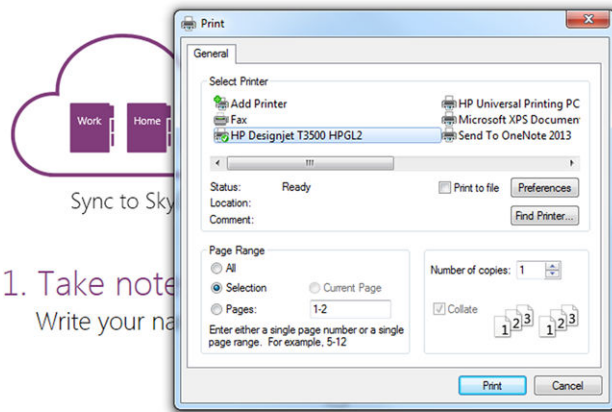 Work
Home
Sync to Sky
1. Take note
Write your na
Print
General
Select Printer
Add Printer
Fax
HP Designjet T3500 HPGL2
HP Universal Printing PC
Microsoft XPS Documen
Send To OneNote 2013
Status: Ready
Location:
Comment:
Print to file
Preferences
Find Printer...
Page Range
All
Selection
Current Page
Pages: 1-2
Enter either a single page number or a single
page range. For example, 5-12
Number of copies: 1
Collate
1 2 3 1 2 3
Print Cancel